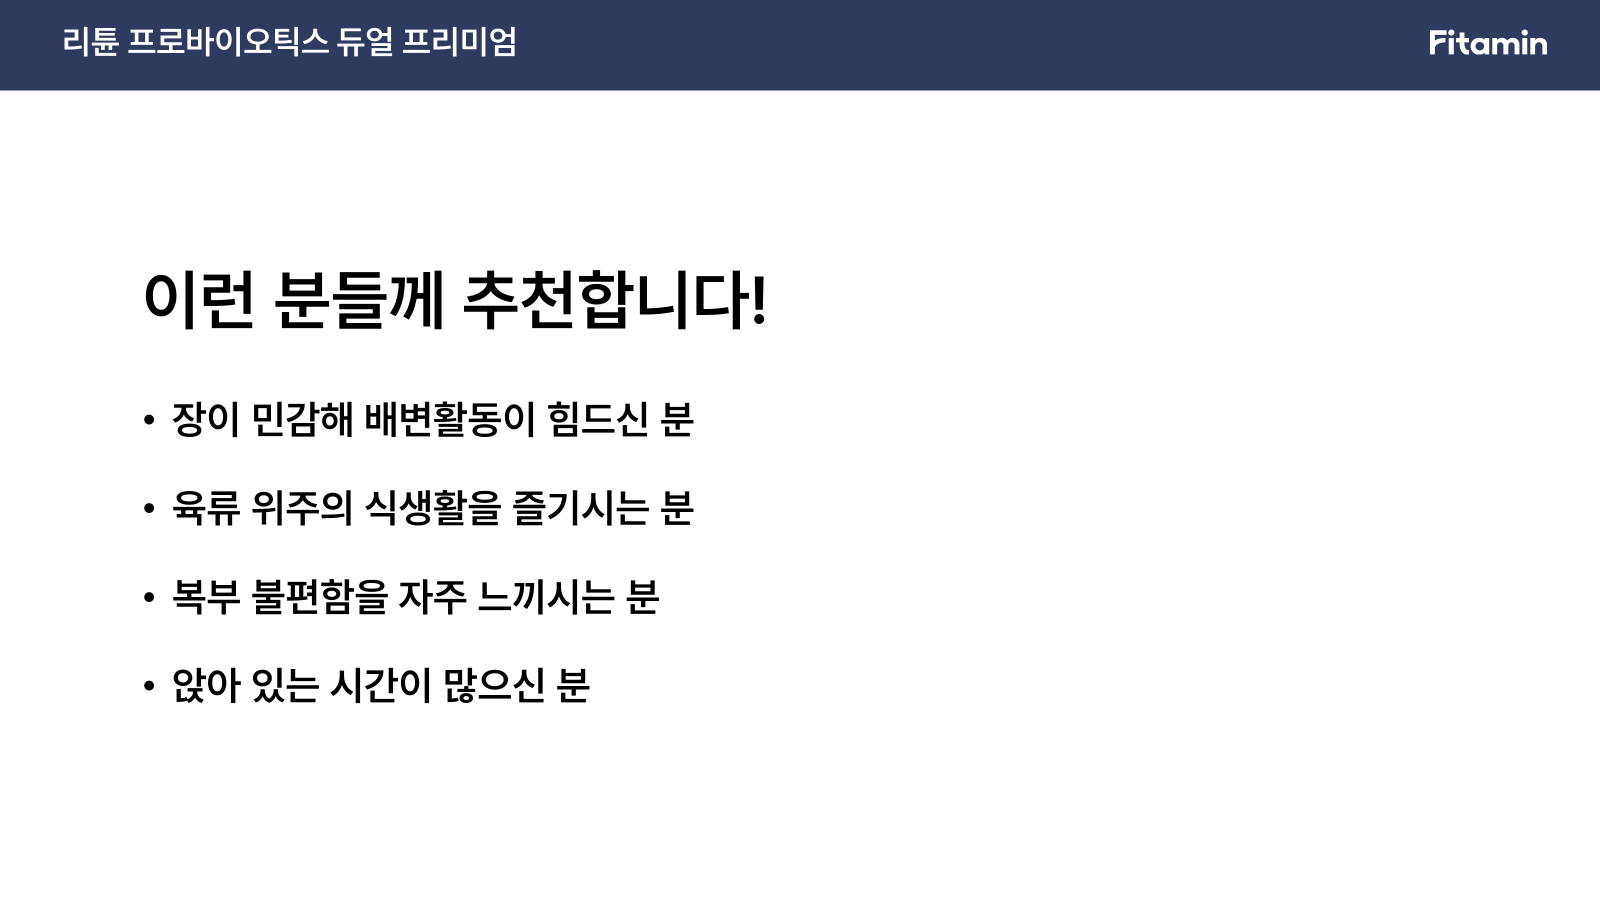 리튠 프로바이오틱스 듀얼 프리미엄
Fitamin
이런 분들께 추천합니다!
• 장이 민감해 배변활동이 힘드신 분
• 육류 위주의 식생활을 즐기시는 분
• 복부 불편함을 자주 느끼시는 분
• 앉아 있는 시간이 많으신 분